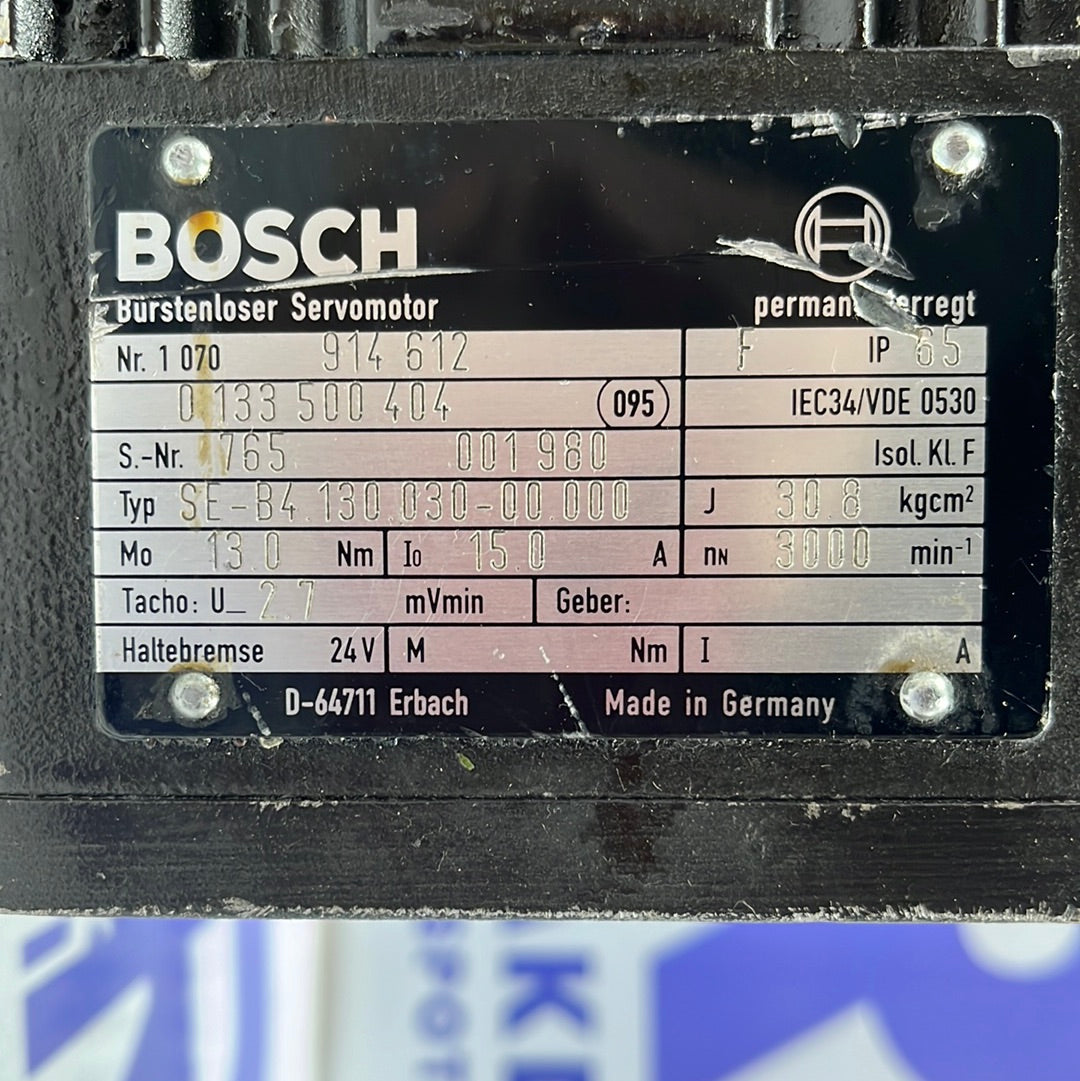 BOSCH
Bürstenloser Servomotor permanenterregt
Nr. 1 070 914 612 F IP 65
0 133 500 404 095 IEC34/VDE 0530
S.-Nr. 765 001 980 Isol. Kl. F
Typ SE-B4.130.030-00.000 J 30.8 kgcm²
Mo 13.0 Nm I₀ 15.0 A nN 3000 min⁻¹
Tacho: U_ 2.7 mVmin Geber:
Haltebremse 24V M Nm I A
D-64711 Erbach Made in Germany